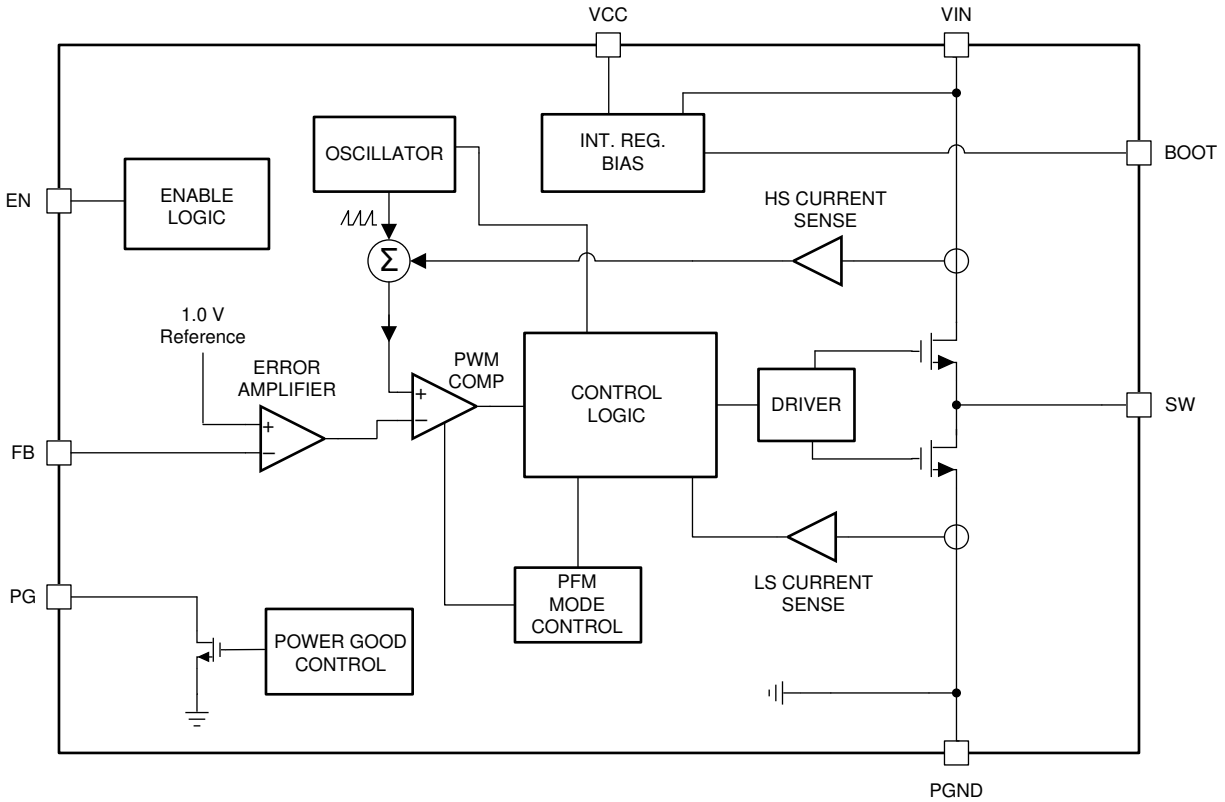 VCC
VIN
BOOT
INT. REG.
BIAS
OSCILLATOR
EN
ENABLE
LOGIC
HS CURRENT
SENSE
Σ
1.0 V
Reference
ERROR
AMPLIFIER
PWM
COMP
+
−
+
−
CONTROL
LOGIC
DRIVER
SW
FB
PG
PFM
MODE
CONTROL
LS CURRENT
SENSE
POWER GOOD
CONTROL
PGND